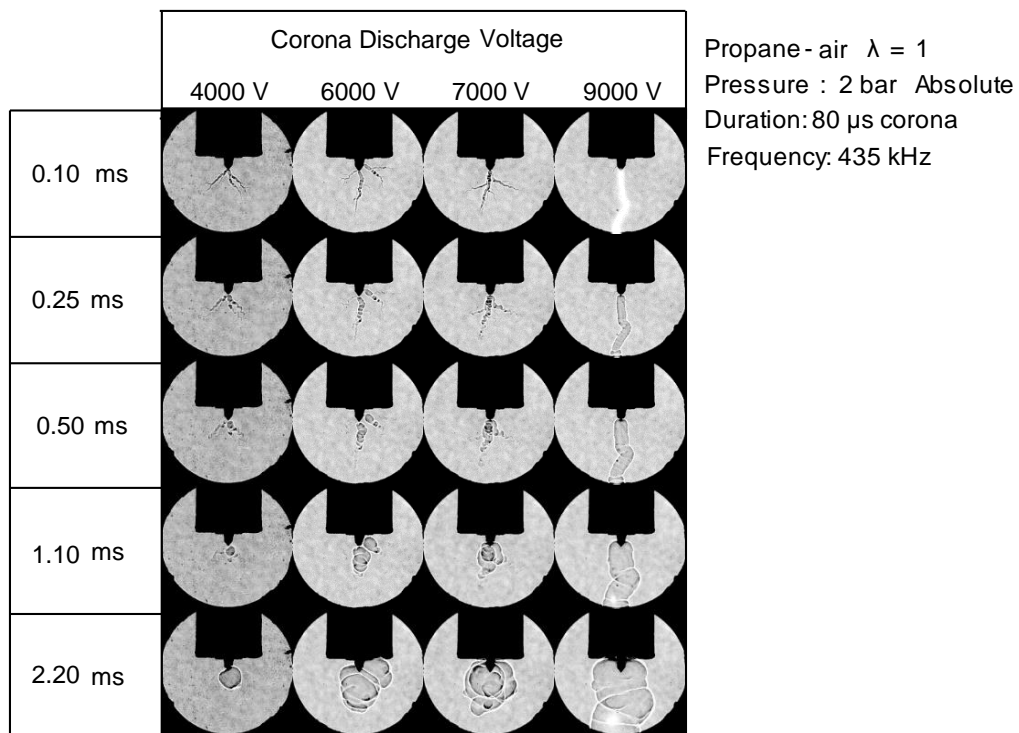 Corona Discharge Voltage
4000 V 6000 V 7000 V 9000 V
Propane - air λ = 1
Pressure : 2 bar Absolute
Duration: 80 µs corona
Frequency: 435 kHz
0.10 ms
0.25 ms
0.50 ms
1.10 ms
2.20 ms